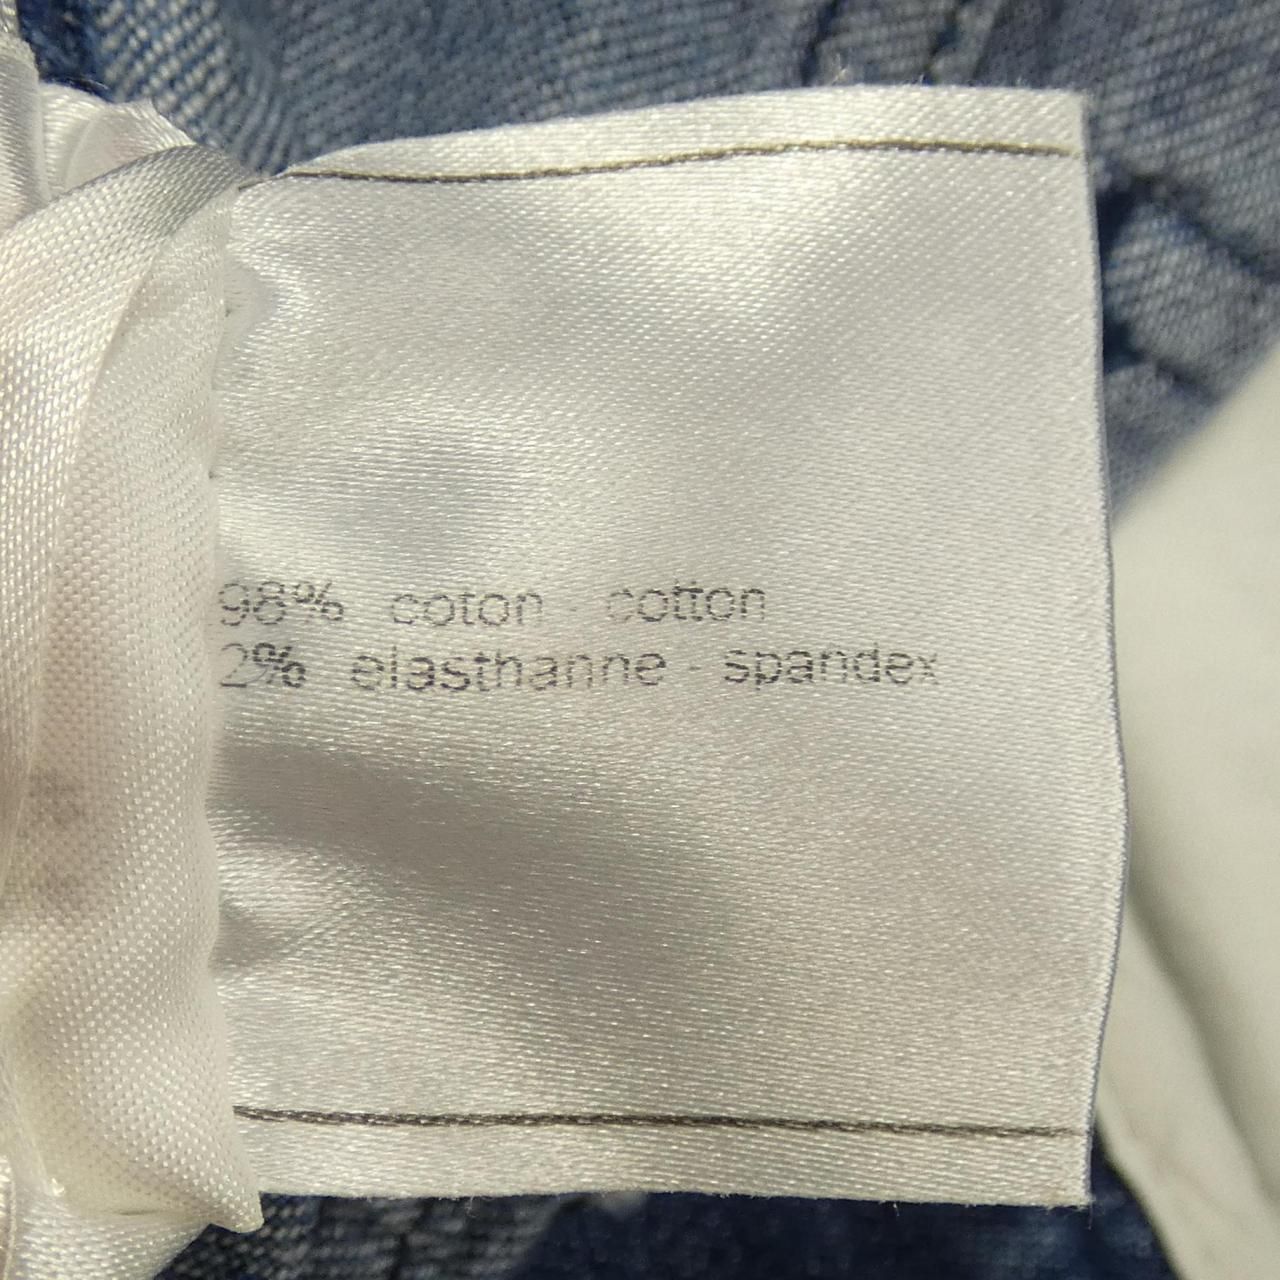 98% coton - cotton
2% elasthanne - spandex